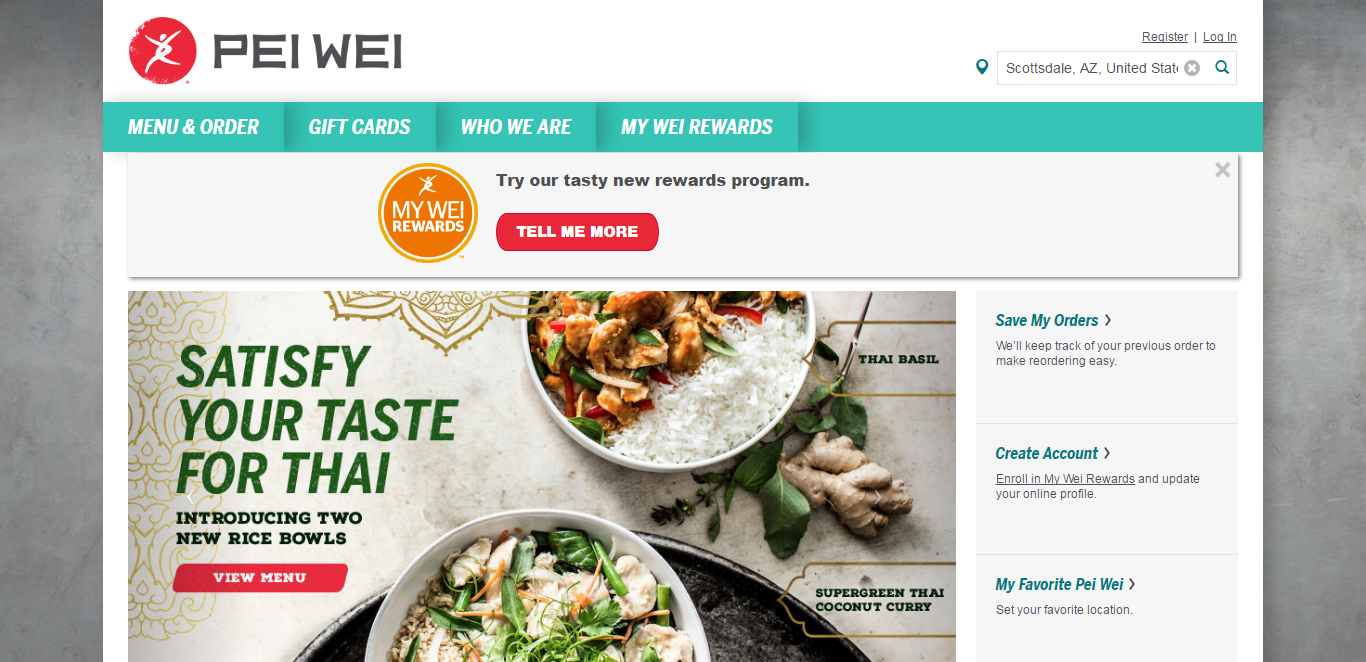 PEI WEI
Register | Log In
Scottsdale, AZ, United Stat
MENU & ORDER
GIFT CARDS
WHO WE ARE
MY WEI REWARDS
MY WEI
REWARDS
™
Try our tasty new rewards program.
TELL ME MORE
SATISFY
YOUR TASTE
FOR THAI
INTRODUCING TWO
NEW RICE BOWLS
VIEW MENU
THAI BASIL
SUPERGREEN THAI
COCONUT CURRY
Save My Orders
We'll keep track of your previous order to
make reordering easy.
Create Account
Enroll in My Wei Rewards and update
your online profile.
My Favorite Pei Wei
Set your favorite location.